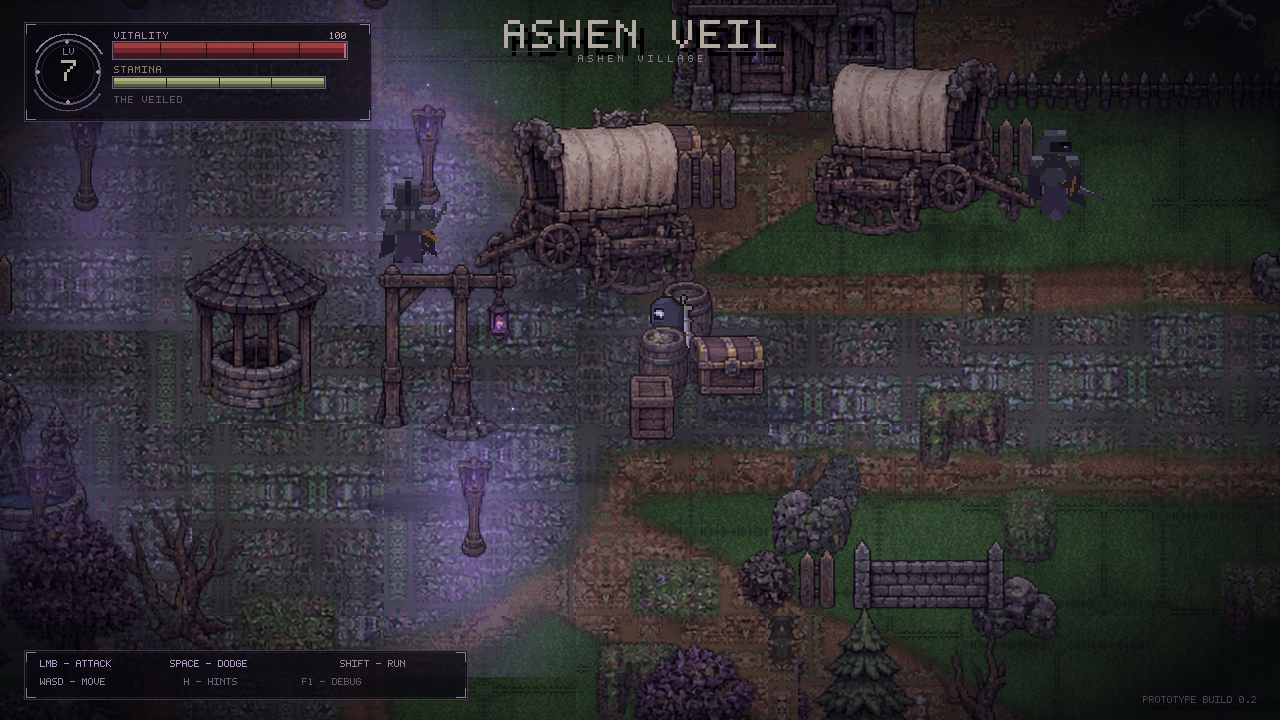 ASHEN VEIL
ASHEN VILLAGE
VITALITY 100
LV
7
STAMINA
THE VEILED
LMB - ATTACK SPACE - DODGE SHIFT - RUN
WASD - MOVE H - HINTS F1 - DEBUG
PROTOTYPE BUILD 0.2